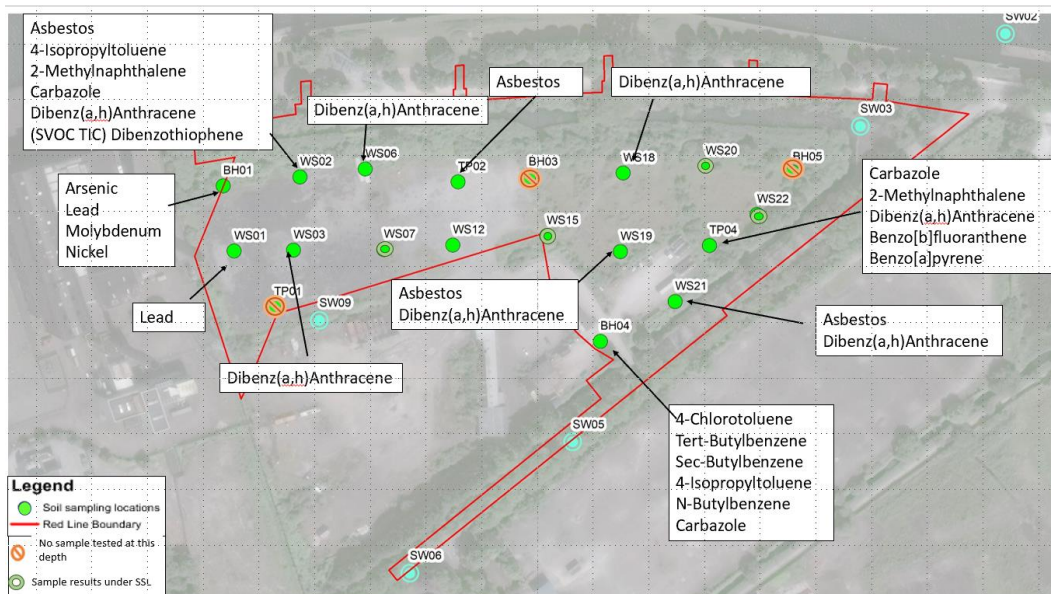 SW02
Asbestos
4-Isopropyltoluene
2-Methylnaphthalene
Carbazole
Dibenz(a,h)Anthracene
(SVOC TIC) Dibenzothiophene
Dibenz(a,h)Anthracene
Asbestos
Dibenz(a,h)Anthracene
SW03
BH01
WS02
WS06
TP02
BH03
WS18
WS20
BH05
Arsenic
Lead
Molybdenum
Nickel
Carbazole
2-Methylnaphthalene
Dibenz(a,h)Anthracene
Benzo[b]fluoranthene
Benzo[a]pyrene
WS01
WS03
WS07
WS12
WS15
WS19
TP04
WS22
Lead
TP01
SW09
Asbestos
Dibenz(a,h)Anthracene
WS21
BH04
Asbestos
Dibenz(a,h)Anthracene
Dibenz(a,h)Anthracene
4-Chlorotoluene
Tert-Butylbenzene
Sec-Butylbenzene
4-Isopropyltoluene
N-Butylbenzene
Carbazole
SW05
SW06
Legend
Soil sampling locations
Red Line Boundary
No sample tested at this
depth
Sample results under SSL